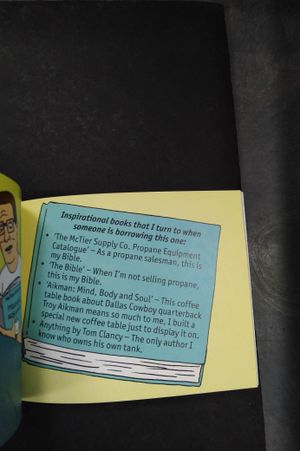 Inspirational books that I turn to when
someone is borrowing this one:
• ‘The McTier Supply Co. Propane Equipment
Catalogue’ – As a propane salesman, this is
my Bible.
• ‘The Bible’ – When I'm not selling propane,
this is my Bible.
• ‘Aikman: Mind, Body and Soul’ – This coffee
table book about Dallas Cowboy quarterback
Troy Aikman means so much to me, I built a
special new coffee table just to display it on.
• Anything by Tom Clancy – The only author I
know who owns his own tank.